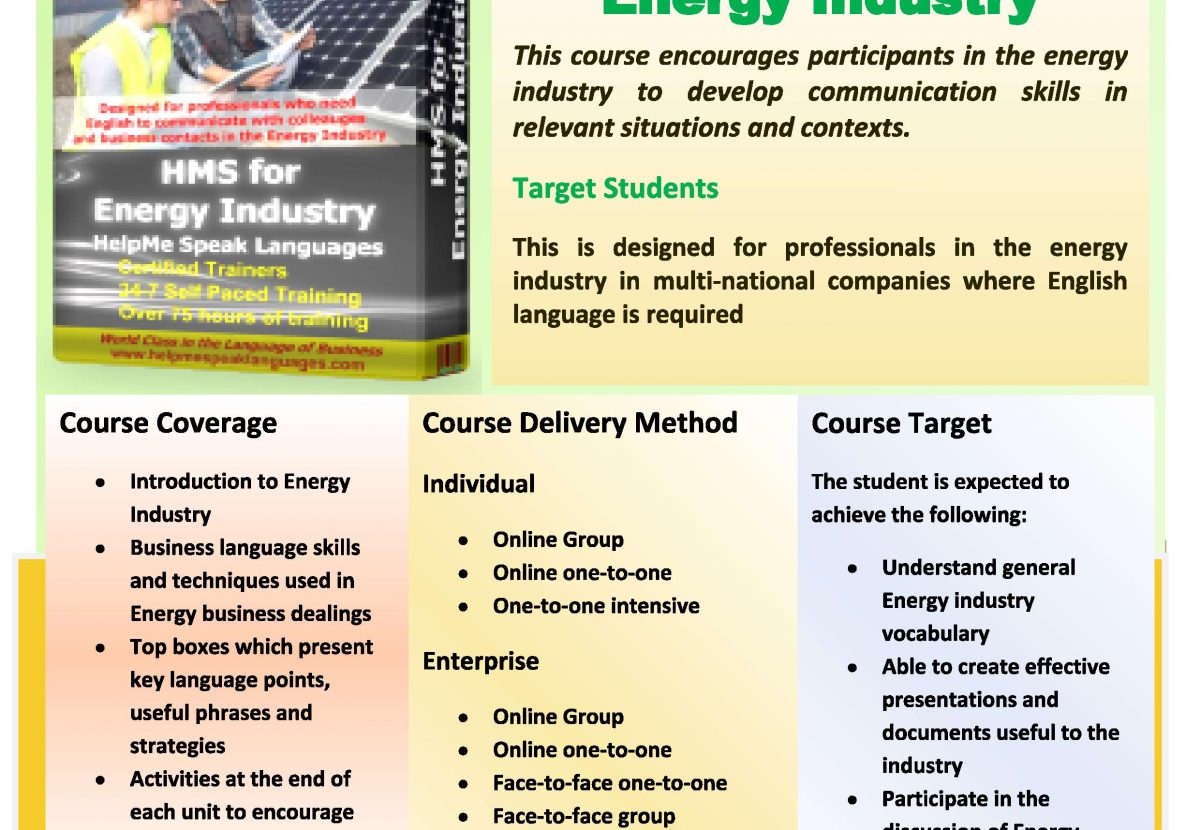 Energy Industry
This course encourages participants in the energy
industry to develop communication skills in
relevant situations and contexts.
Target Students
This is designed for professionals in the energy
industry in multi-national companies where English
language is required
Designed for professionals who need
English to communicate with colleagues
and business contacts in the Energy Industry
HMS for
Energy Industry
HelpMe Speak Languages
Certified Trainers
24-7 Self Paced Training
Over 75 hours of training
World Class in the Language of Business
www.helpmespeaklanguages.com
HMS for
Energy Industry
Course Coverage
Introduction to Energy
Industry
Business language skills
and techniques used in
Energy business dealings
Top boxes which present
key language points,
useful phrases and
strategies
Activities at the end of
each unit to encourage
Course Delivery Method
Individual
Online Group
Online one-to-one
One-to-one intensive
Enterprise
Online Group
Online one-to-one
Face-to-face one-to-one
Face-to-face group
Course Target
The student is expected to
achieve the following:
Understand general
Energy industry
vocabulary
Able to create effective
presentations and
documents useful to the
industry
Participate in the
discussion of Energy